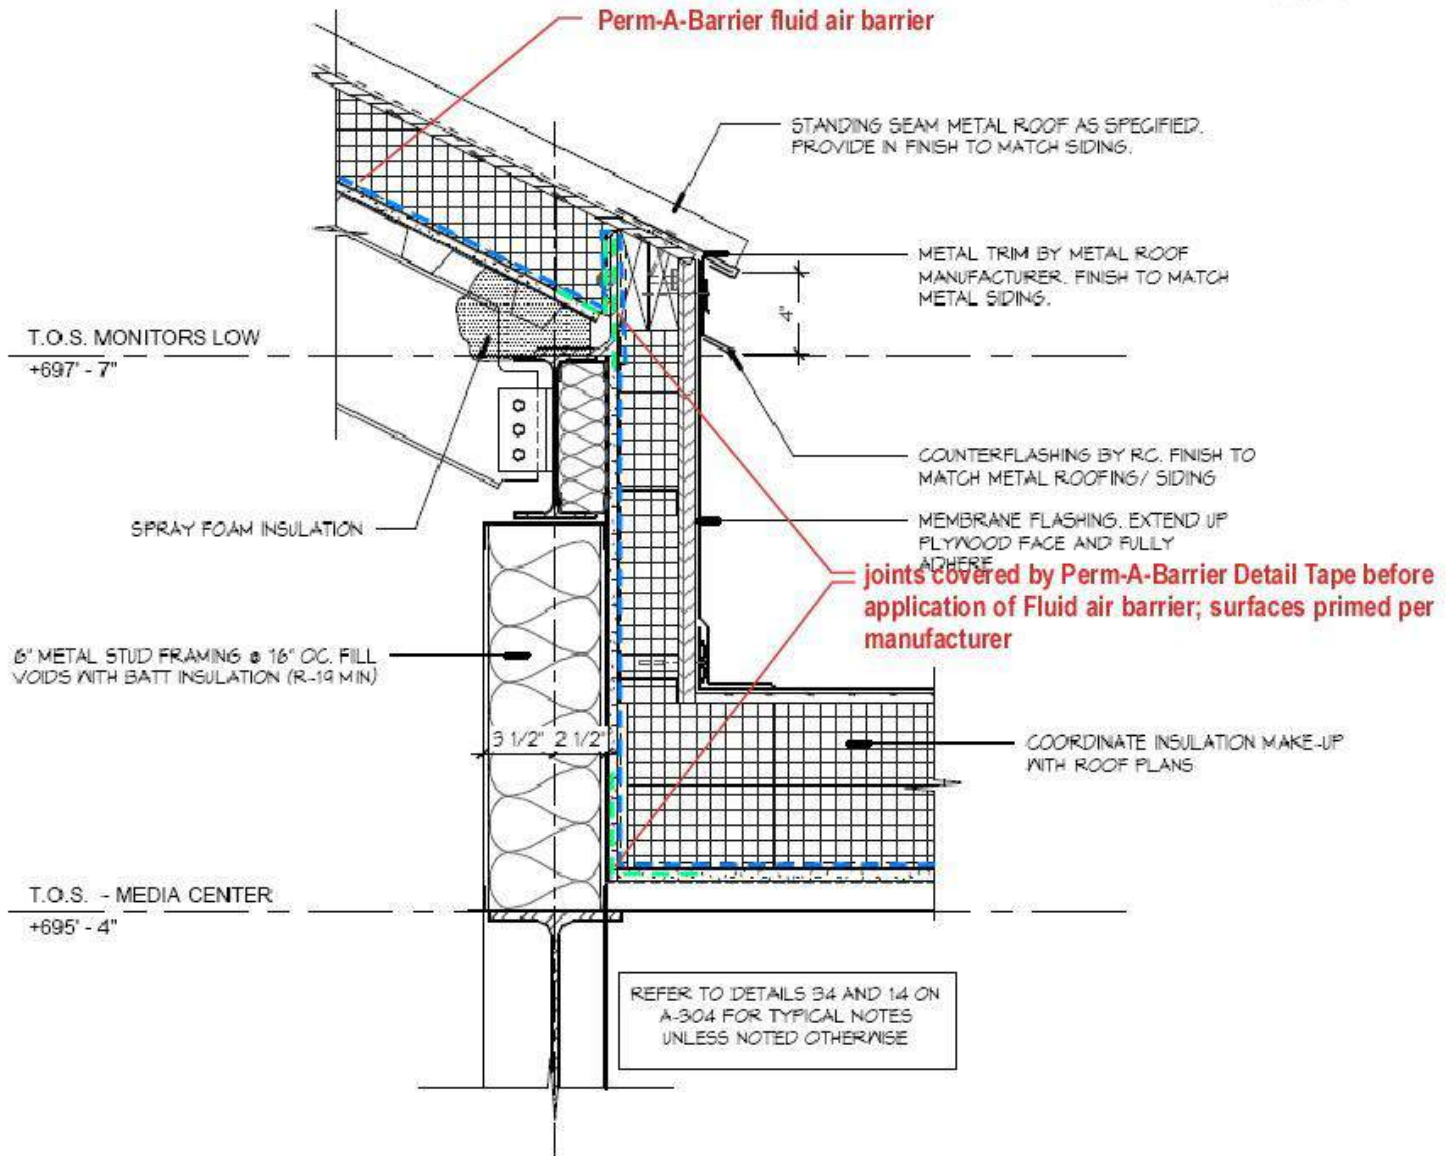 Perm-A-Barrier fluid air barrier
STANDING SEAM METAL ROOF AS SPECIFIED.
PROVIDE IN FINISH TO MATCH SIDING.
METAL TRIM BY METAL ROOF
MANUFACTURER. FINISH TO MATCH
METAL SIDING.
4"
T.O.S. MONITORS LOW
+697' - 7"
COUNTERFLASHING BY RC. FINISH TO
MATCH METAL ROOFING/ SIDING
SPRAY FOAM INSULATION
MEMBRANE FLASHING. EXTEND UP
PLYWOOD FACE AND FULLY
ADHERE
joints covered by Perm-A-Barrier Detail Tape before
application of Fluid air barrier; surfaces primed per
manufacturer
6" METAL STUD FRAMING @ 16" OC. FILL
VOIDS WITH BATT INSULATION (R-19 MIN)
3 1/2" 2 1/2"
COORDINATE INSULATION MAKE-UP
WITH ROOF PLANS
T.O.S. - MEDIA CENTER
+695' - 4"
REFER TO DETAILS 34 AND 14 ON
A-304 FOR TYPICAL NOTES
UNLESS NOTED OTHERWISE